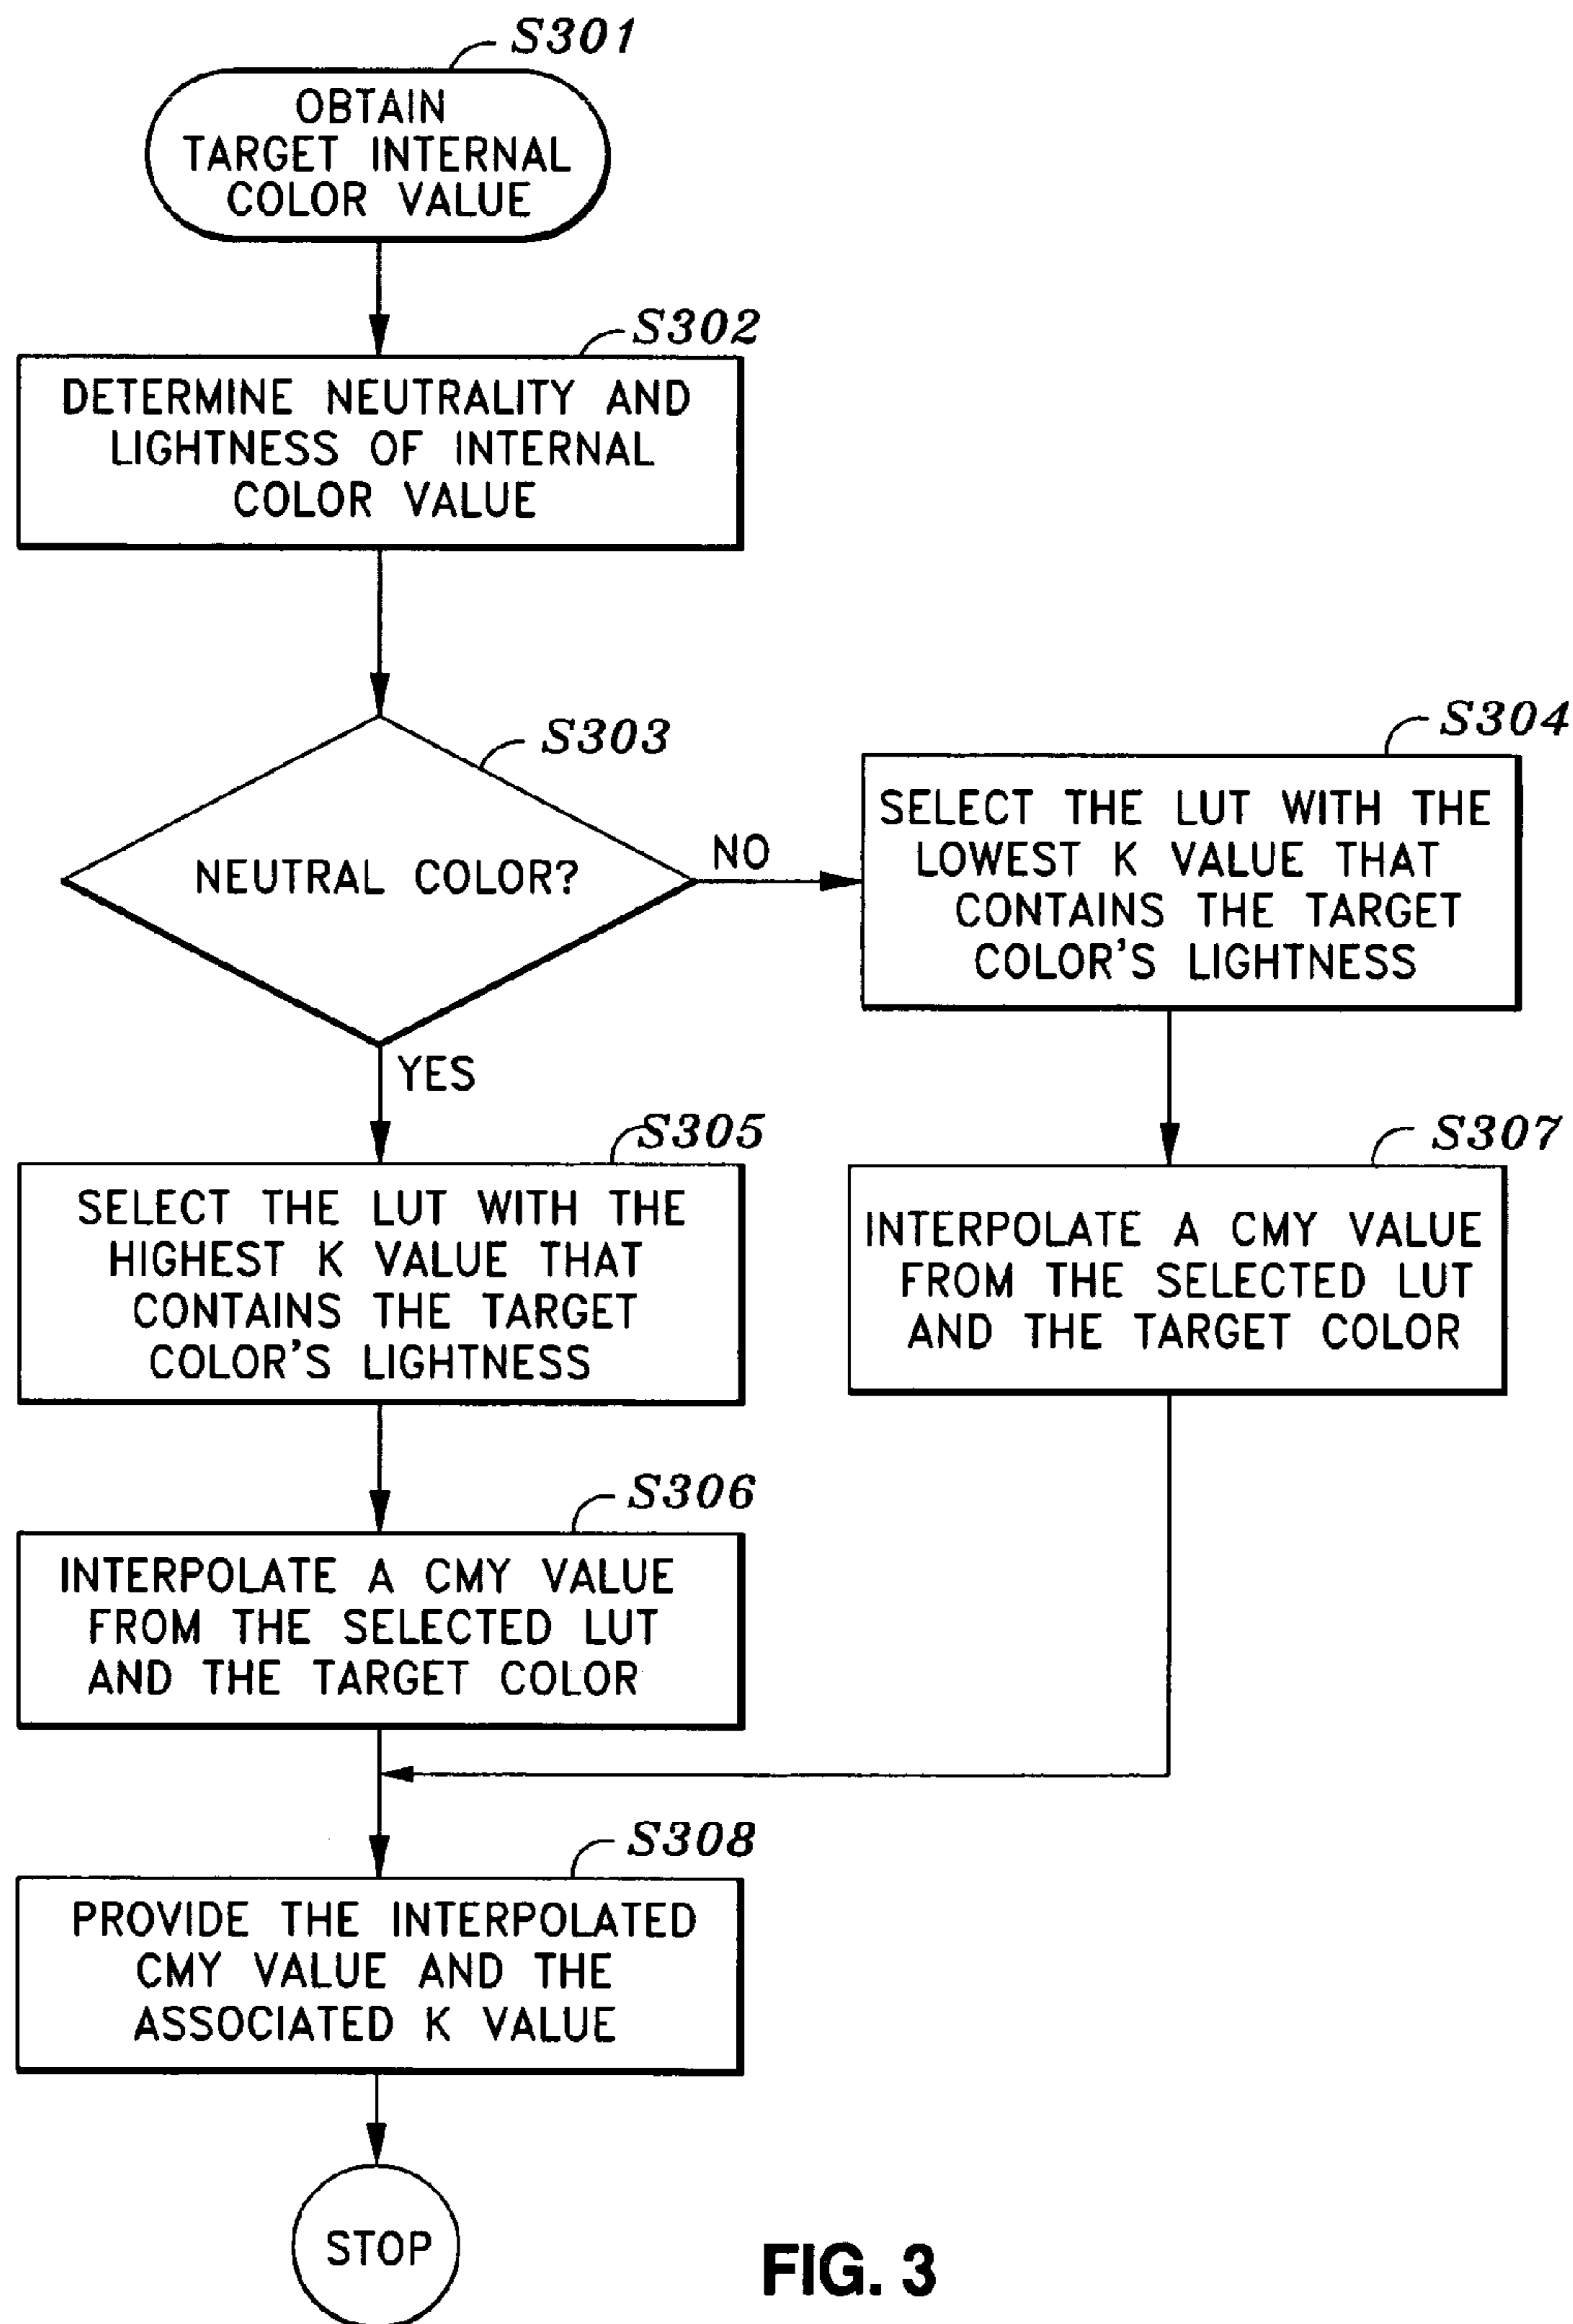 S301
OBTAIN
TARGET INTERNAL
COLOR VALUE
S302
DETERMINE NEUTRALITY AND
LIGHTNESS OF INTERNAL
COLOR VALUE
S303
NEUTRAL COLOR?
NO
YES
S304
SELECT THE LUT WITH THE
LOWEST K VALUE THAT
CONTAINS THE TARGET
COLOR'S LIGHTNESS
S305
SELECT THE LUT WITH THE
HIGHEST K VALUE THAT
CONTAINS THE TARGET
COLOR'S LIGHTNESS
S307
INTERPOLATE A CMY VALUE
FROM THE SELECTED LUT
AND THE TARGET COLOR
S306
INTERPOLATE A CMY VALUE
FROM THE SELECTED LUT
AND THE TARGET COLOR
S308
PROVIDE THE INTERPOLATED
CMY VALUE AND THE
ASSOCIATED K VALUE
STOP
FIG. 3